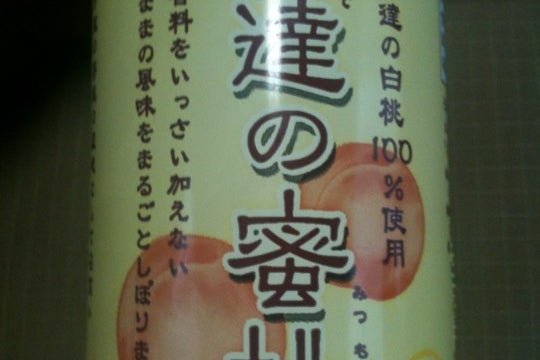 達の白桃100%使用
で
達の蜜
みつ
香料をいっさい加えない
ままの風味をまるごとしぼりま